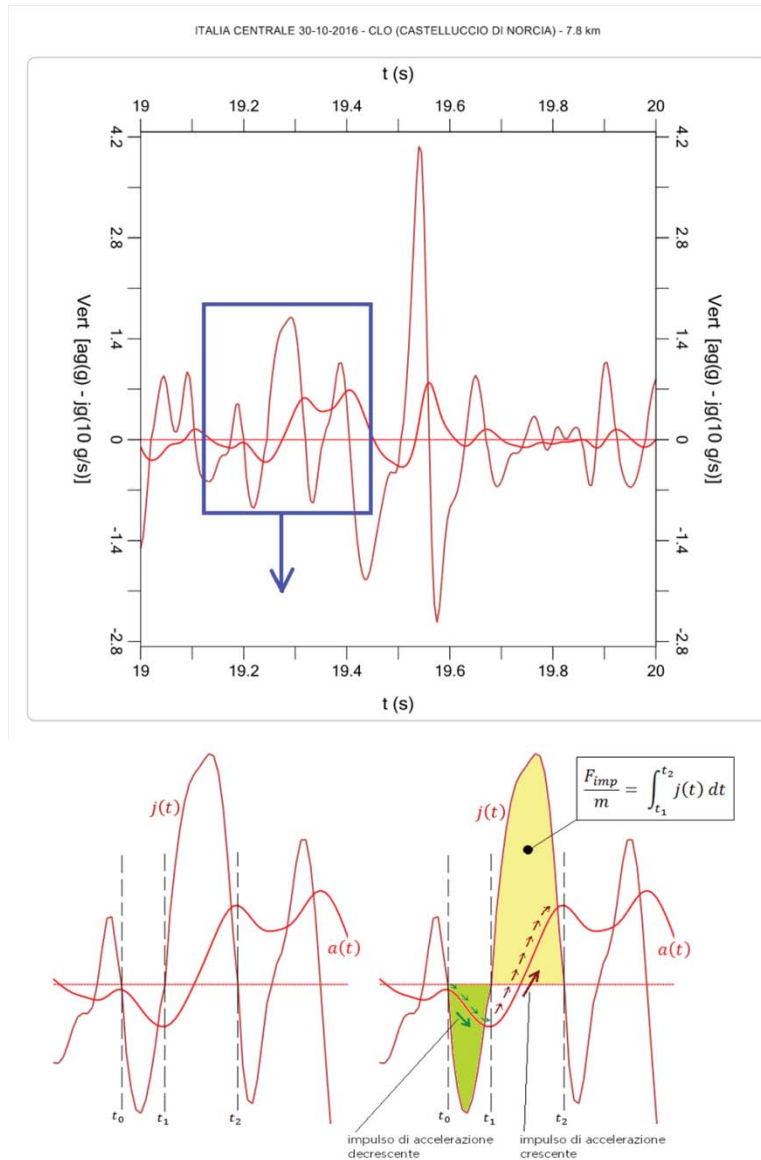 ITALIA CENTRALE 30-10-2016 - CLO (CASTELLUCCIO DI NORCIA) - 7.8 km
t (s)
19 19.2 19.4 19.6 19.8 20
4.2 4.2
2.8 2.8
1.4 1.4
0 0
-1.4 -1.4
-2.8 -2.8
Vert [ag(g) - jg(10 g/s)]
Vert [ag(g) - jg(10 g/s)]
19 19.2 19.4 19.6 19.8 20
t (s)
j(t)
a(t)
t₀ t₁ t₂
F_imp/m = ∫_{t₁}^{t₂} j(t) dt
j(t)
a(t)
t₀ t₁ t₂
impulso di accelerazione
decrescente
impulso di accelerazione
crescente